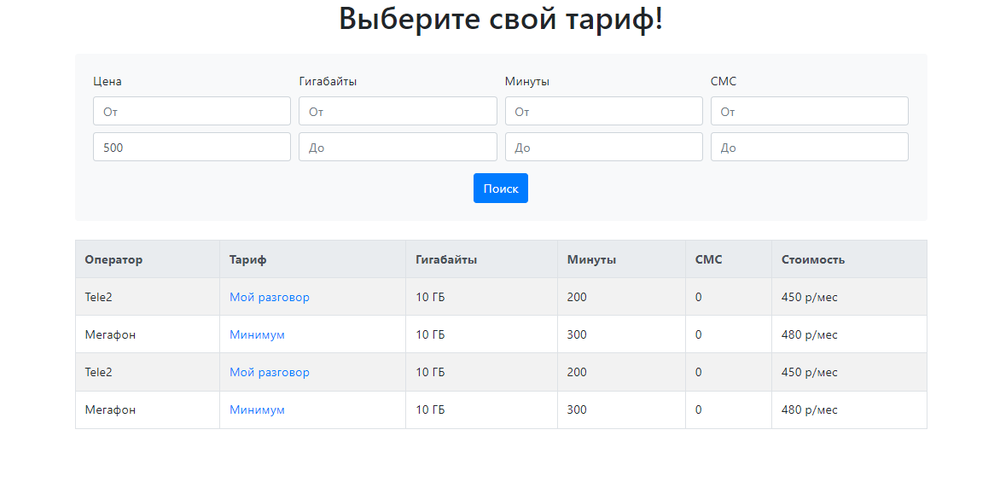 Выберите свой тариф!
Цена Гигабайты Минуты СМС
От От От От
500 До До До
Поиск
Оператор Тариф Гигабайты Минуты СМС Стоимость
Tele2 Мой разговор 10 ГБ 200 0 450 р/мес
Мегафон Минимум 10 ГБ 300 0 480 р/мес
Tele2 Мой разговор 10 ГБ 200 0 450 р/мес
Мегафон Минимум 10 ГБ 300 0 480 р/мес